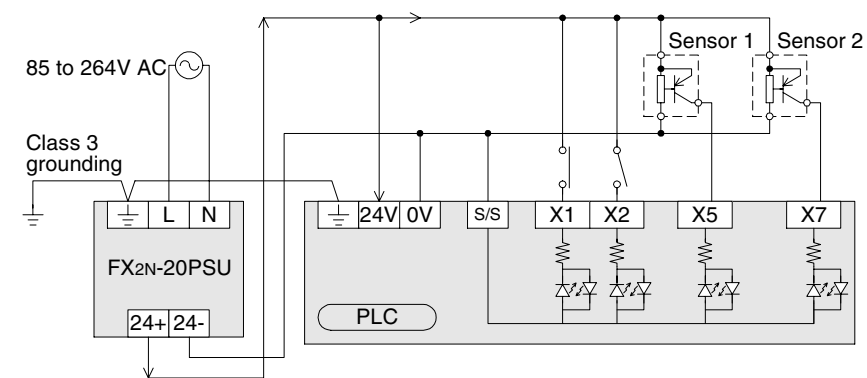 Sensor 1
Sensor 2
85 to 264V AC
Class 3
grounding
L
N
24V
0V
S/S
X1
X2
X5
X7
FX2N-20PSU
PLC
24+
24-